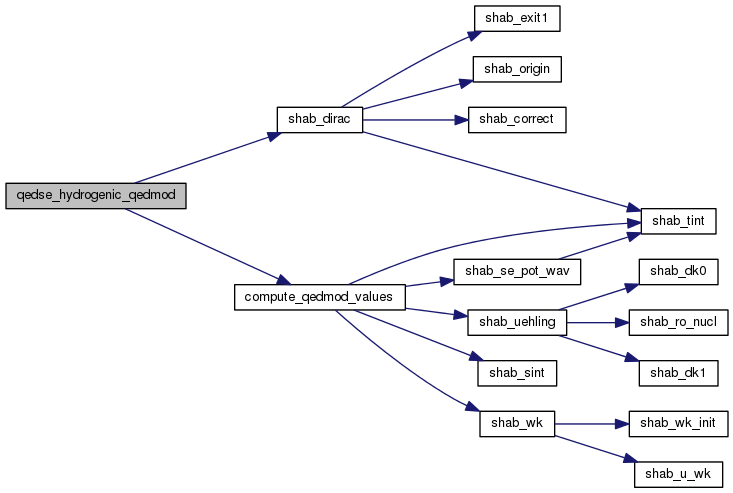 shab_exit1
shab_origin
shab_dirac
shab_correct
qedse_hydrogenic_qedmod
shab_tint
shab_se_pot_wav
shab_dk0
compute_qedmod_values
shab_uehling
shab_ro_nucl
shab_sint
shab_dk1
shab_wk
shab_wk_init
shab_u_wk